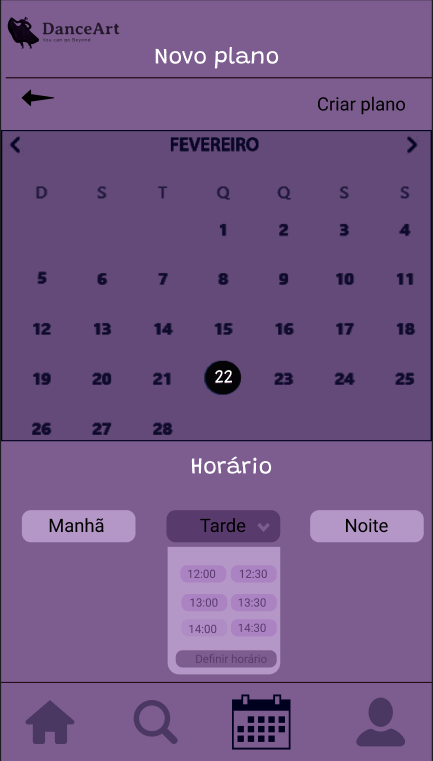 DanceArt
You can go Beyond
Novo plano
Criar plano
FEVEREIRO
D S T Q Q S S
1 2 3 4
5 6 7 8 9 10 11
12 13 14 15 16 17 18
19 20 21 22 23 24 25
26 27 28
Horário
Manhã Tarde Noite
12:00 12:30
13:00 13:30
14:00 14:30
Definir horário